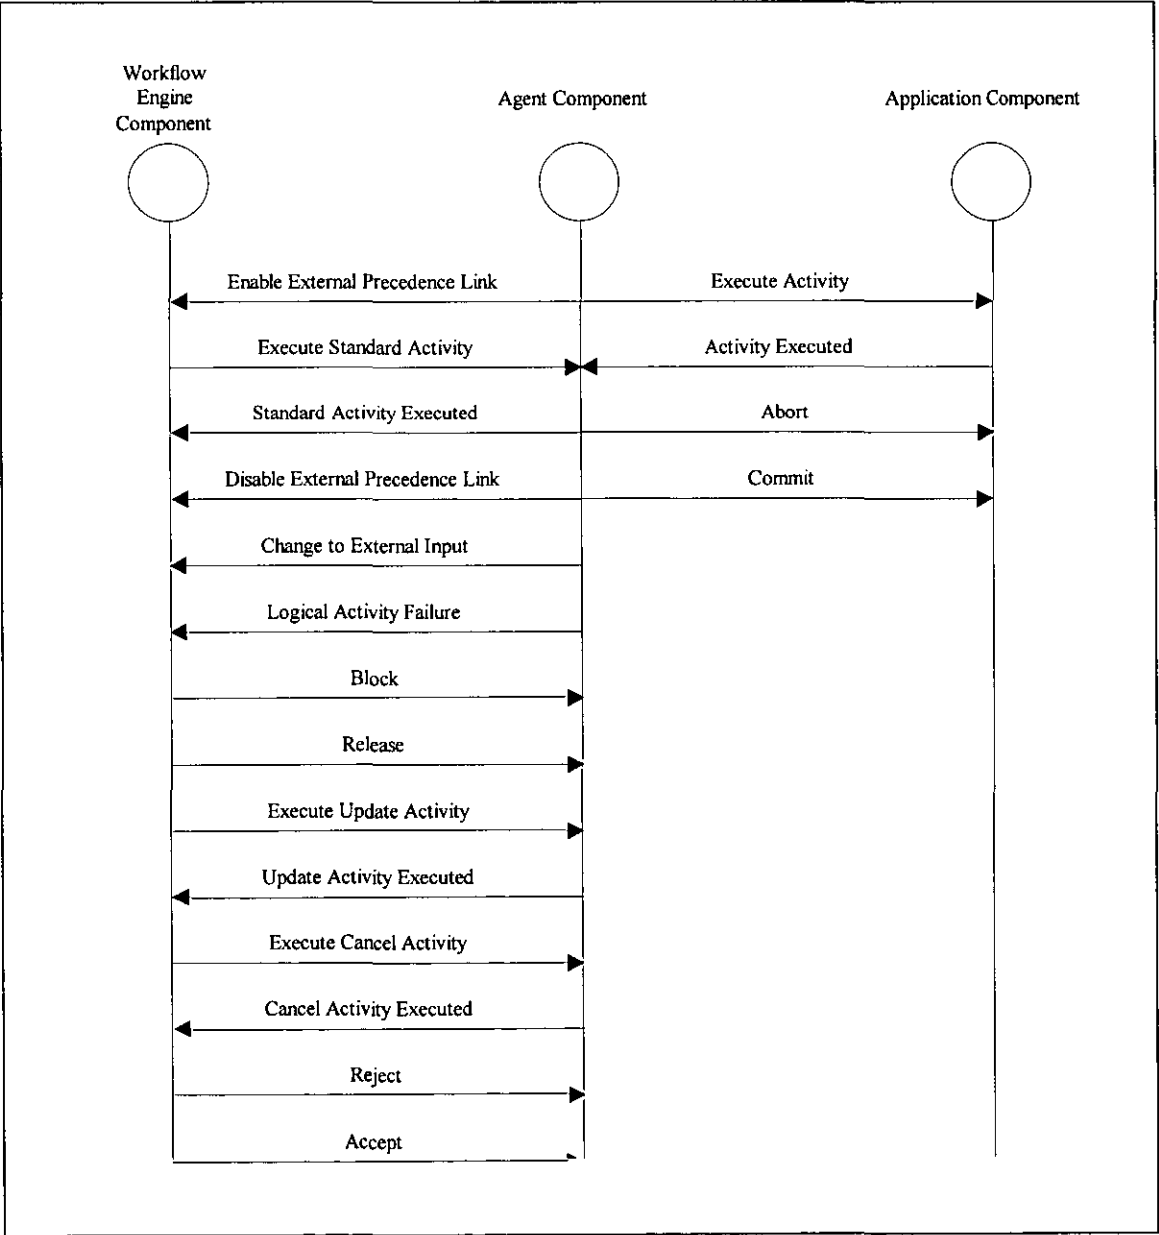 Workflow
Engine
Component
Agent Component
Application Component
Enable External Precedence Link
Execute Activity
Execute Standard Activity
Activity Executed
Standard Activity Executed
Abort
Disable External Precedence Link
Commit
Change to External Input
Logical Activity Failure
Block
Release
Execute Update Activity
Update Activity Executed
Execute Cancel Activity
Cancel Activity Executed
Reject
Accept